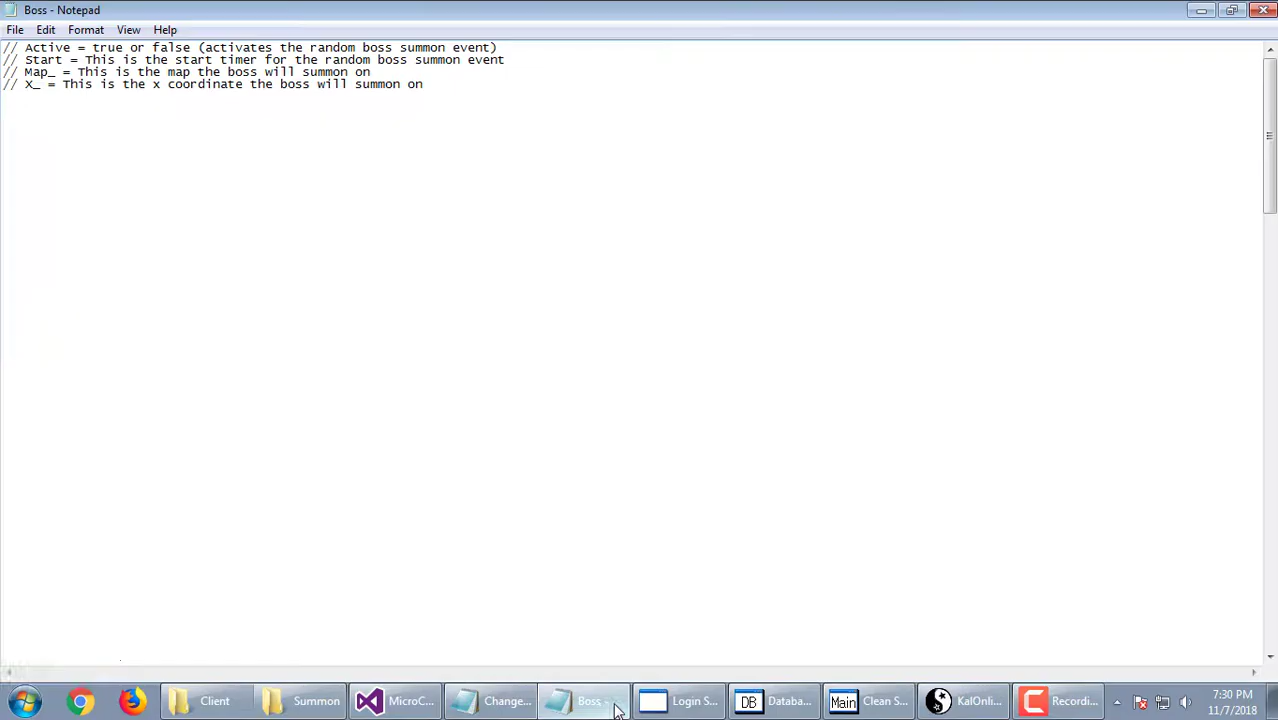 Boss - Notepad
File Edit Format View Help
// Active = true or false (activates the random boss summon event)
// Start = This is the start timer for the random boss summon event
// Map_ = This is the map the boss will summon on
// X_ = This is the x coordinate the boss will summon on
Client Summon MicroC... Change... Boss - Login S... DB Databa... Main Clean S... KalOnli... Recordi... 7:30 PM
11/7/2018